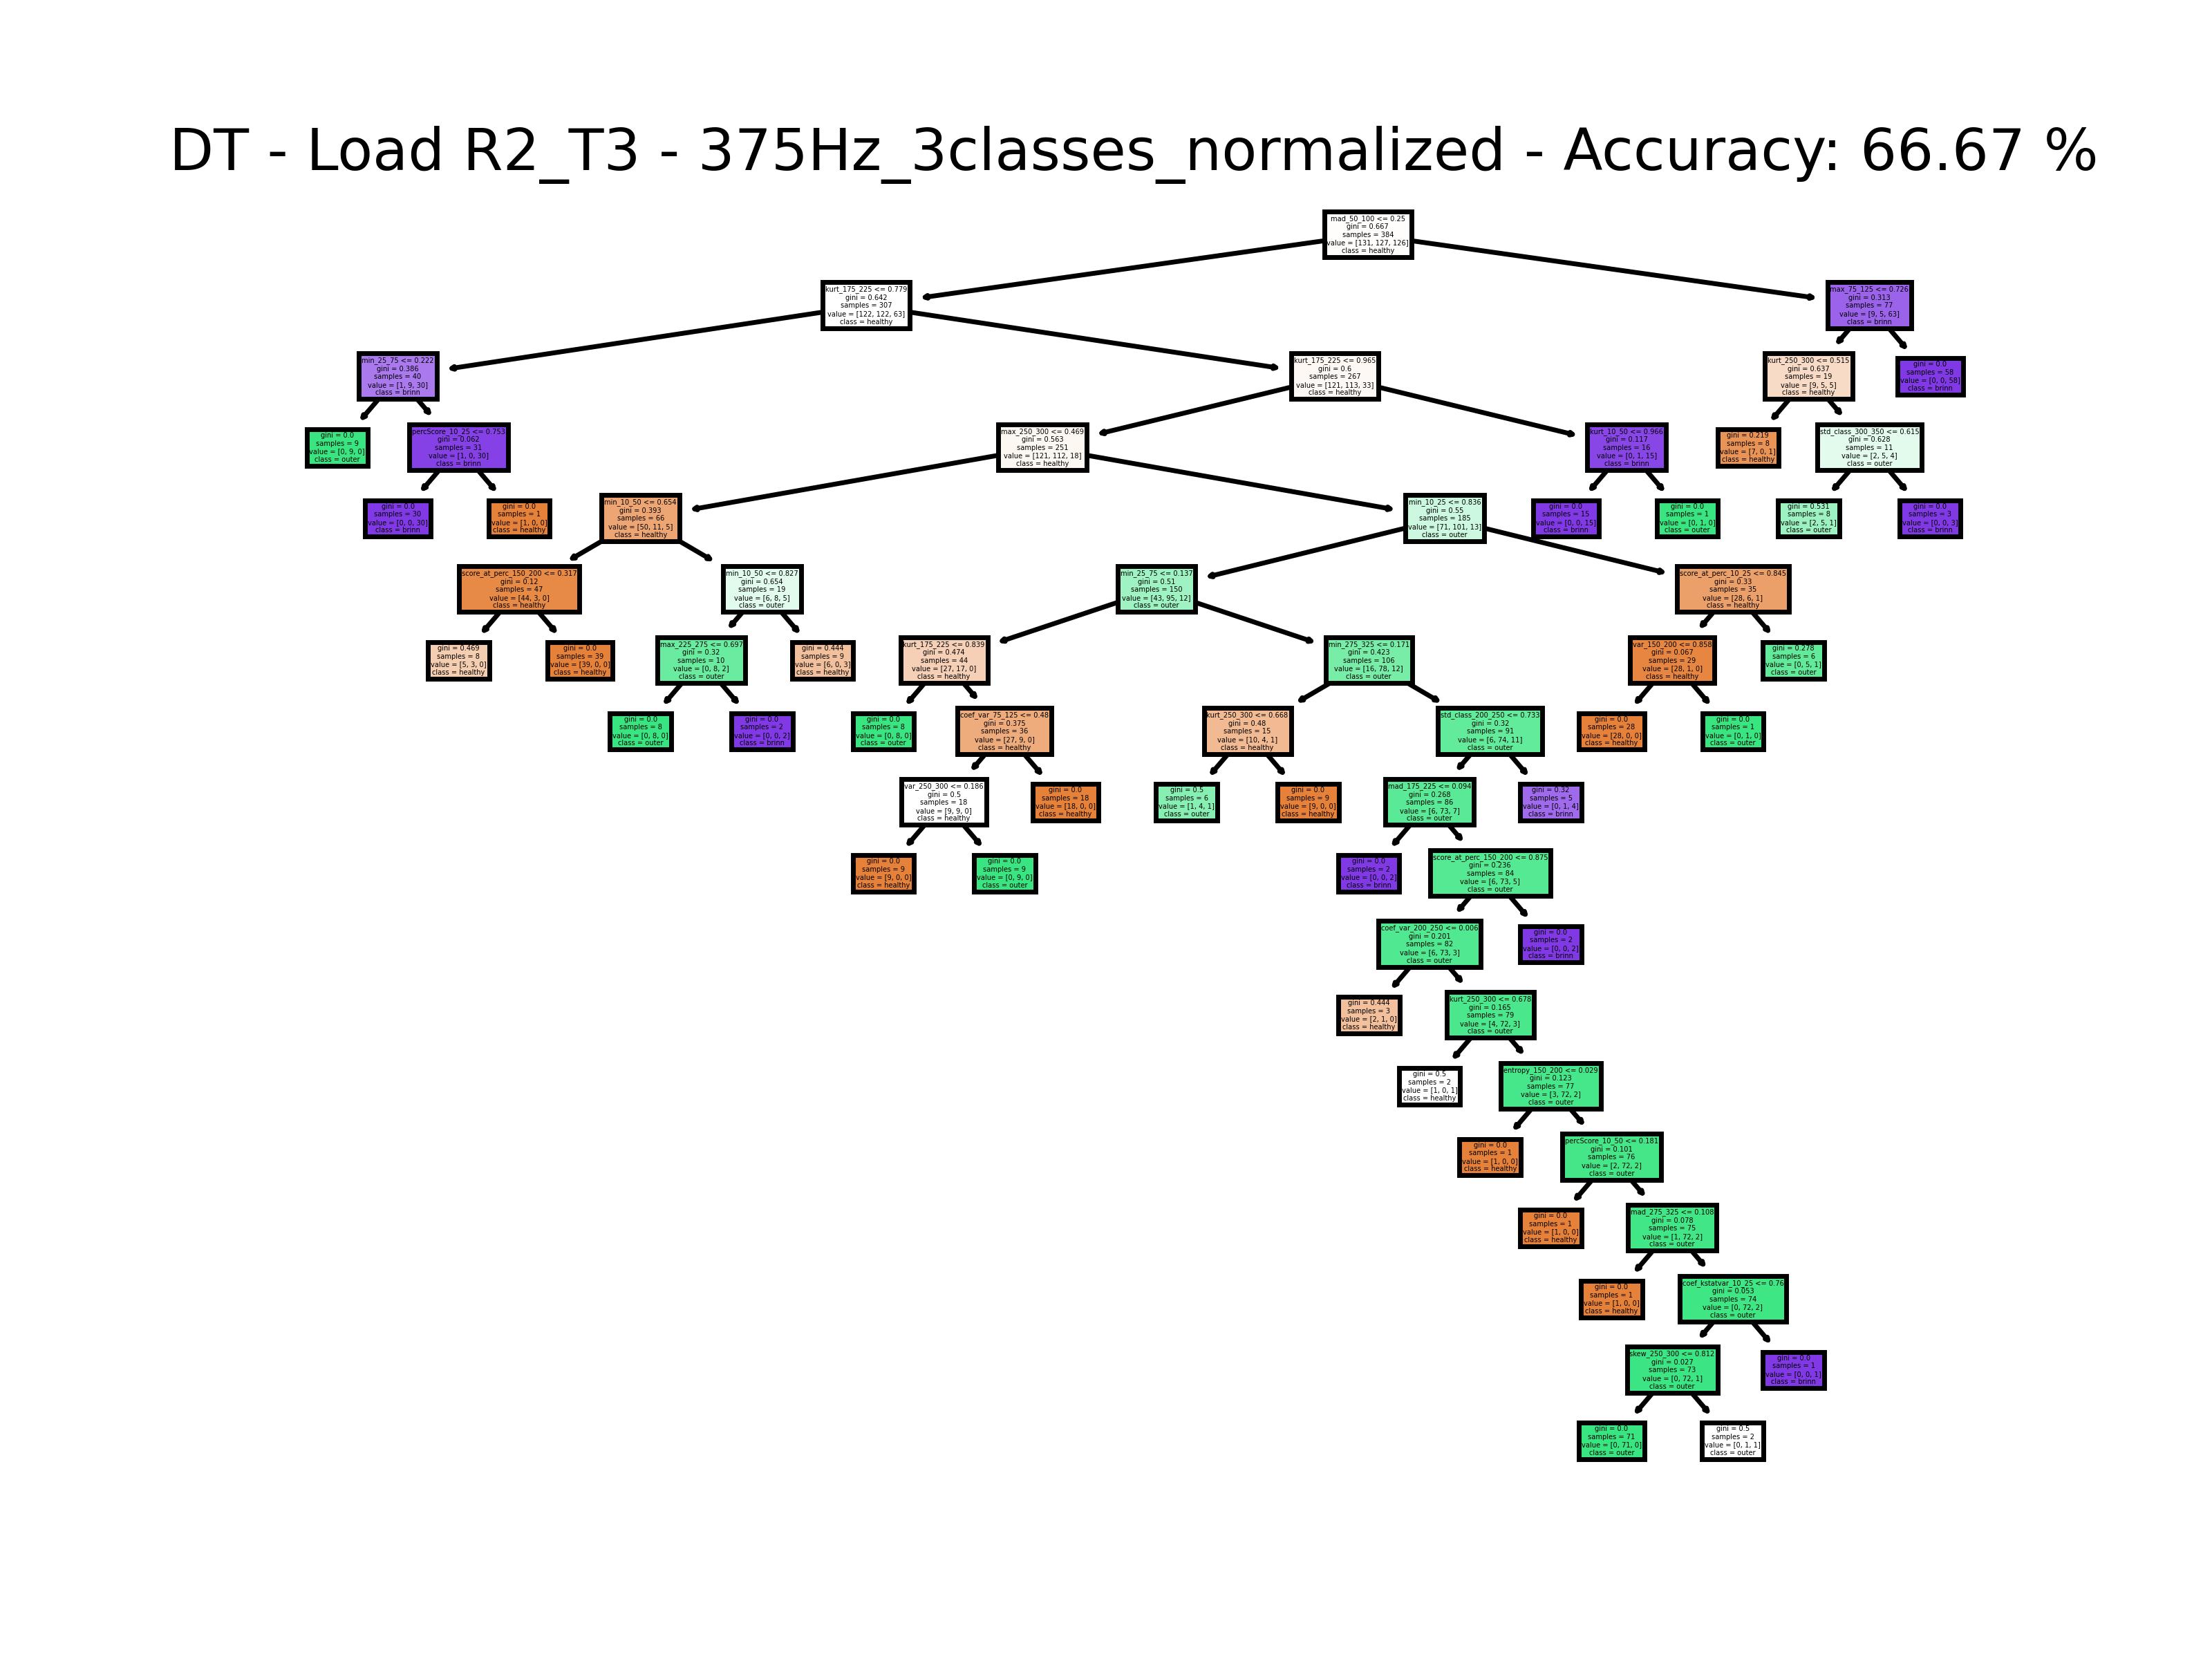 DT - Load R2_T3 - 375Hz_3classes_normalized - Accuracy: 66.67 %
mad_50_100 <= 0.25
gini = 0.667
samples = 384
value = [131, 127, 126]
class = healthy
kurt_175_225 <= 0.779
gini = 0.642
samples = 307
value = [122, 122, 63]
class = healthy
max_75_125 <= 0.726
gini = 0.313
samples = 77
value = [9, 5, 63]
class = brinn
min_25_75 <= 0.222
gini = 0.386
samples = 40
value = [1, 9, 30]
class = brinn
kurt_175_225 <= 0.965
gini = 0.6
samples = 267
value = [121, 113, 33]
class = healthy
kurt_250_300 <= 0.515
gini = 0.637
samples = 19
value = [9, 5, 5]
class = healthy
gini = 0.0
samples = 58
value = [0, 0, 58]
class = brinn
gini = 0.0
samples = 9
value = [0, 9, 0]
class = outer
percScore_10_25 <= 0.753
gini = 0.062
samples = 31
value = [1, 0, 30]
class = brinn
max_250_300 <= 0.469
gini = 0.563
samples = 251
value = [121, 112, 18]
class = healthy
kurt_10_50 <= 0.966
gini = 0.117
samples = 16
value = [0, 1, 15]
class = brinn
gini = 0.219
samples = 8
value = [7, 0, 1]
class = healthy
std_class_300_350 <= 0.615
gini = 0.628
samples = 11
value = [2, 5, 4]
class = outer
gini = 0.0
samples = 30
value = [0, 0, 30]
class = brinn
gini = 0.0
samples = 1
value = [1, 0, 0]
class = healthy
min_10_50 <= 0.654
gini = 0.393
samples = 66
value = [50, 11, 5]
class = healthy
min_10_25 <= 0.836
gini = 0.55
samples = 185
value = [71, 101, 13]
class = outer
gini = 0.0
samples = 15
value = [0, 0, 15]
class = brinn
gini = 0.0
samples = 1
value = [0, 1, 0]
class = outer
gini = 0.531
samples = 8
value = [2, 5, 1]
class = outer
gini = 0.0
samples = 3
value = [0, 0, 3]
class = brinn
score_at_perc_150_200 <= 0.317
gini = 0.12
samples = 47
value = [44, 3, 0]
class = healthy
min_10_50 <= 0.827
gini = 0.654
samples = 19
value = [6, 8, 5]
class = outer
min_25_75 <= 0.137
gini = 0.51
samples = 150
value = [43, 95, 12]
class = outer
score_at_perc_10_25 <= 0.845
gini = 0.33
samples = 35
value = [28, 6, 1]
class = healthy
gini = 0.469
samples = 8
value = [5, 3, 0]
class = healthy
gini = 0.0
samples = 39
value = [39, 0, 0]
class = healthy
max_225_275 <= 0.697
gini = 0.32
samples = 10
value = [0, 8, 2]
class = outer
gini = 0.444
samples = 9
value = [6, 0, 3]
class = healthy
kurt_175_225 <= 0.839
gini = 0.474
samples = 44
value = [27, 17, 0]
class = healthy
min_275_325 <= 0.171
gini = 0.423
samples = 106
value = [16, 78, 12]
class = outer
var_150_200 <= 0.858
gini = 0.067
samples = 29
value = [28, 1, 0]
class = healthy
gini = 0.278
samples = 6
value = [0, 5, 1]
class = outer
gini = 0.0
samples = 8
value = [0, 8, 0]
class = outer
gini = 0.0
samples = 2
value = [0, 0, 2]
class = brinn
gini = 0.0
samples = 8
value = [0, 8, 0]
class = outer
coef_var_75_125 <= 0.48
gini = 0.375
samples = 36
value = [27, 9, 0]
class = healthy
kurt_250_300 <= 0.668
gini = 0.48
samples = 15
value = [10, 4, 1]
class = healthy
std_class_200_250 <= 0.733
gini = 0.32
samples = 91
value = [6, 74, 11]
class = outer
gini = 0.0
samples = 28
value = [28, 0, 0]
class = healthy
gini = 0.0
samples = 1
value = [0, 1, 0]
class = outer
var_250_300 <= 0.186
gini = 0.5
samples = 18
value = [9, 9, 0]
class = healthy
gini = 0.0
samples = 18
value = [18, 0, 0]
class = healthy
gini = 0.5
samples = 6
value = [1, 4, 1]
class = outer
gini = 0.0
samples = 9
value = [9, 0, 0]
class = healthy
mad_175_225 <= 0.094
gini = 0.268
samples = 86
value = [6, 73, 7]
class = outer
gini = 0.32
samples = 5
value = [0, 1, 4]
class = brinn
gini = 0.0
samples = 9
value = [9, 0, 0]
class = healthy
gini = 0.0
samples = 9
value = [0, 9, 0]
class = outer
gini = 0.0
samples = 2
value = [0, 0, 2]
class = brinn
score_at_perc_150_200 <= 0.875
gini = 0.236
samples = 84
value = [6, 73, 5]
class = outer
coef_var_200_250 <= 0.006
gini = 0.201
samples = 82
value = [6, 73, 3]
class = outer
gini = 0.0
samples = 2
value = [0, 0, 2]
class = brinn
gini = 0.444
samples = 3
value = [2, 1, 0]
class = healthy
kurt_250_300 <= 0.678
gini = 0.165
samples = 79
value = [4, 72, 3]
class = outer
gini = 0.5
samples = 2
value = [1, 0, 1]
class = healthy
entropy_150_200 <= 0.029
gini = 0.123
samples = 77
value = [3, 72, 2]
class = outer
gini = 0.0
samples = 1
value = [1, 0, 0]
class = healthy
percScore_10_50 <= 0.181
gini = 0.101
samples = 76
value = [2, 72, 2]
class = outer
gini = 0.0
samples = 1
value = [1, 0, 0]
class = healthy
mad_275_325 <= 0.108
gini = 0.078
samples = 75
value = [1, 72, 2]
class = outer
gini = 0.0
samples = 1
value = [1, 0, 0]
class = healthy
coef_kstatvar_10_25 <= 0.76
gini = 0.053
samples = 74
value = [0, 72, 2]
class = outer
skew_250_300 <= 0.812
gini = 0.027
samples = 73
value = [0, 72, 1]
class = outer
gini = 0.0
samples = 1
value = [0, 0, 1]
class = brinn
gini = 0.0
samples = 71
value = [0, 71, 0]
class = outer
gini = 0.5
samples = 2
value = [0, 1, 1]
class = outer